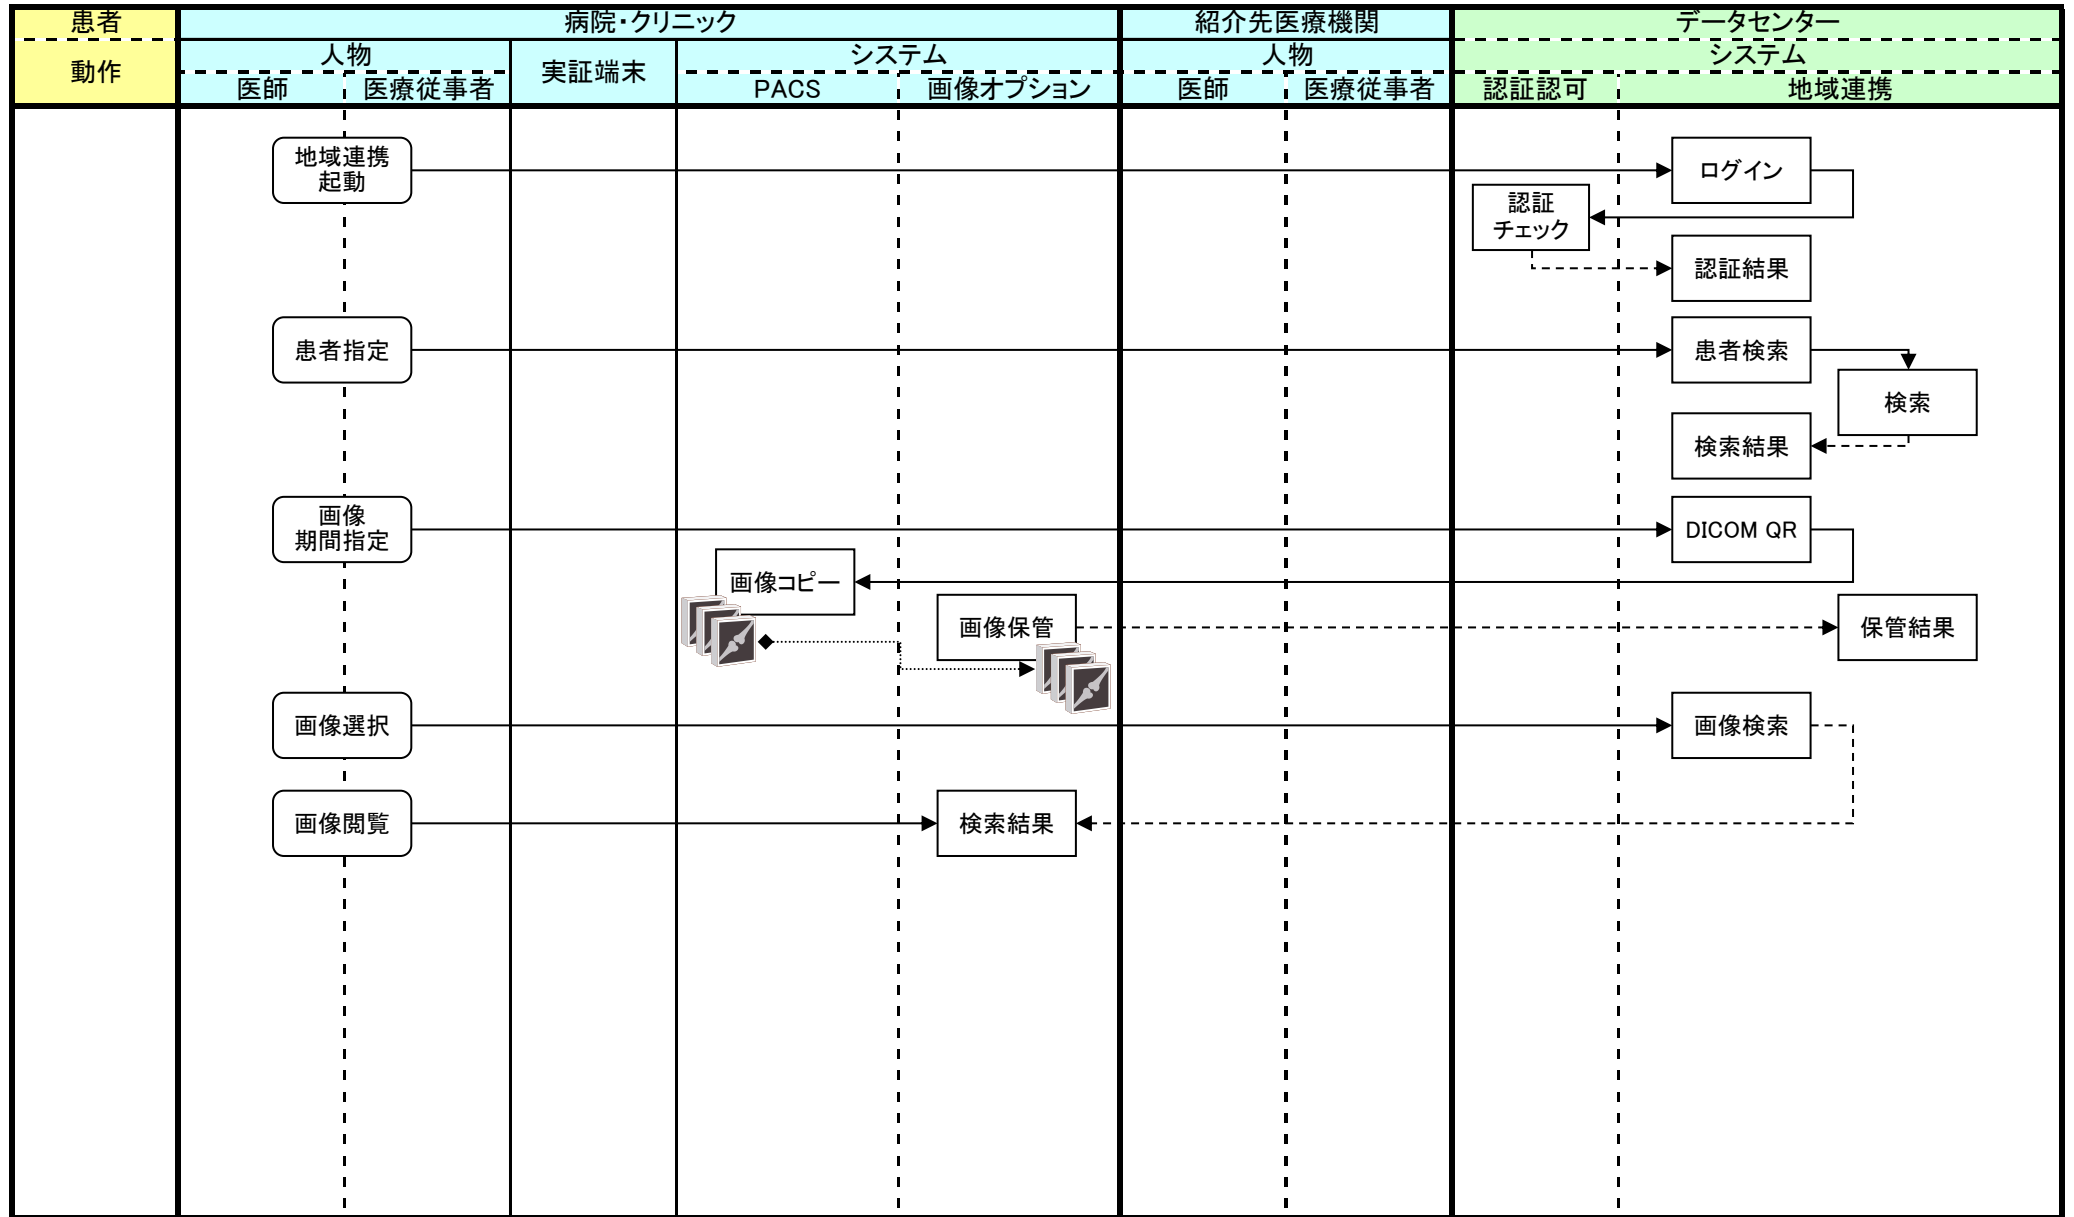 患者
病院・クリニック
紹介先医療機関
データセンター
動作
人物
実証端末
システム
人物
システム
医師
医療従事者
PACS
画像オプション
医師
医療従事者
認証認可
地域連携
地域連携
起動
ログイン
認証
チェック
認証結果
患者指定
患者検索
検索
検索結果
画像
期間指定
DICOM QR
画像コピー
画像保管
保管結果
画像選択
画像検索
画像閲覧
検索結果